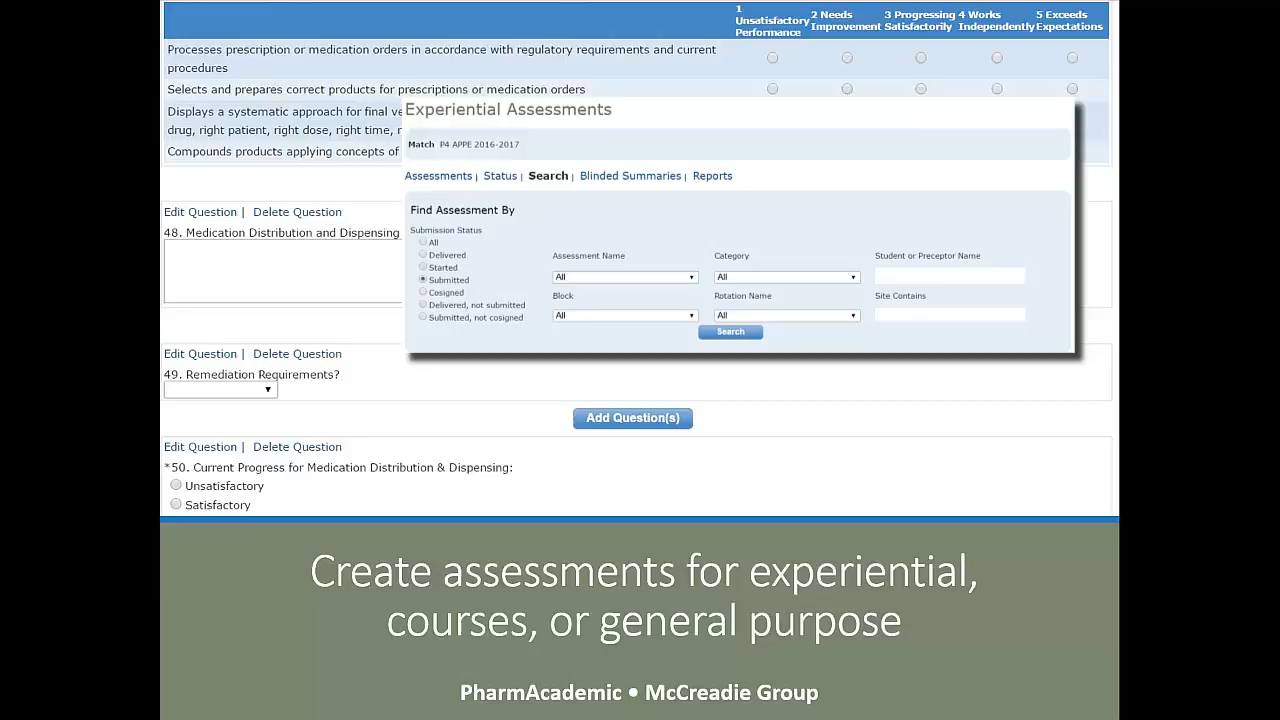 1 Unsatisfactory Performance
2 Needs Improvement
3 Progressing Satisfactorily
4 Works Independently
5 Exceeds Expectations
Processes prescription or medication orders in accordance with regulatory requirements and current
procedures
Selects and prepares correct products for prescriptions or medication orders
Displays a systematic approach for final ve
drug, right patient, right dose, right time, r
Compounds products applying concepts of
Edit Question | Delete Question
48. Medication Distribution and Dispensing
Experiential Assessments
Match P4 APPE 2016-2017
Assessments | Status | Search | Blinded Summaries | Reports
Find Assessment By
Submission Status
All
Delivered
Started
Submitted
Cosigned
Delivered, not submitted
Submitted, not cosigned
Assessment Name
All
Category
All
Student or Preceptor Name
Block
All
Rotation Name
All
Site Contains
Search
Edit Question | Delete Question
49. Remediation Requirements?
Add Question(s)
Edit Question | Delete Question
*50. Current Progress for Medication Distribution & Dispensing:
Unsatisfactory
Satisfactory
Create assessments for experiential,
courses, or general purpose
PharmAcademic • McCreadie Group